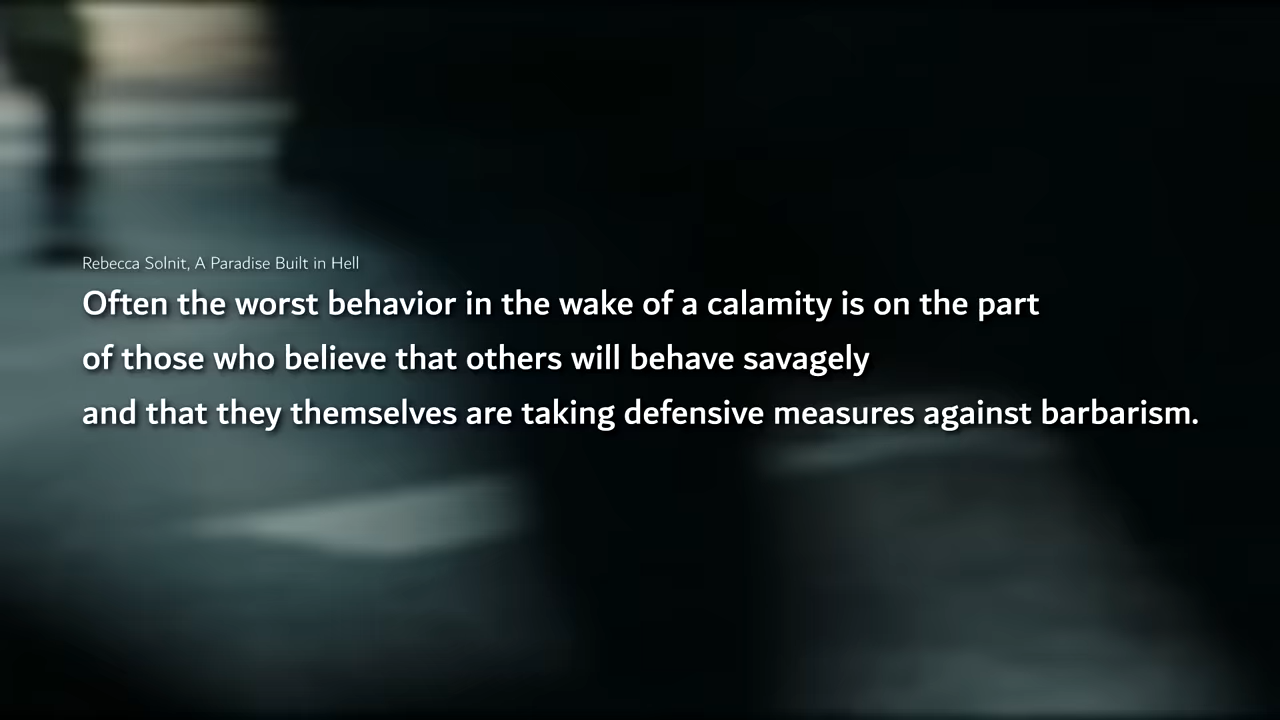 Rebecca Solnit, A Paradise Built in Hell
Often the worst behavior in the wake of a calamity is on the part
of those who believe that others will behave savagely
and that they themselves are taking defensive measures against barbarism.